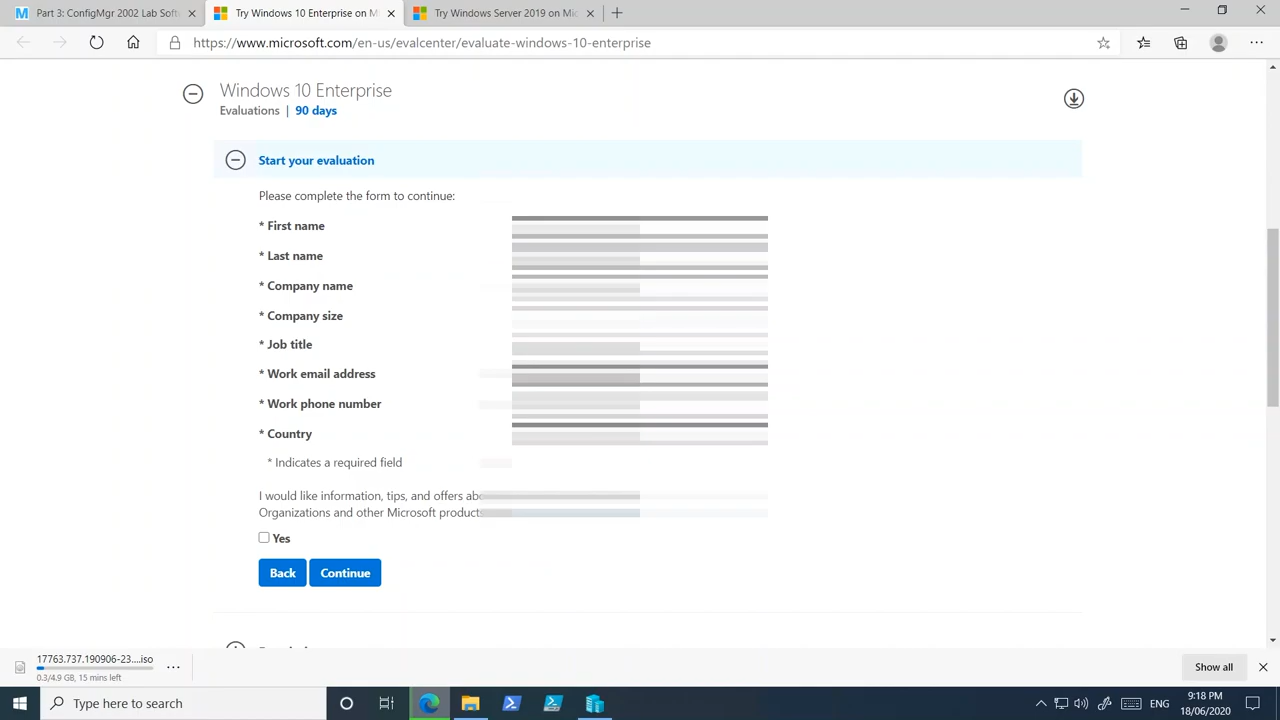 Part 3: ConfigMgr 2002 Lab Softw
Try Windows 10 Enterprise on Mi
Try Windows Server 2019 on Mic
https://www.microsoft.com/en-us/evalcenter/evaluate-windows-10-enterprise
Windows 10 Enterprise
Evaluations | 90 days
Start your evaluation
Please complete the form to continue:
* First name
* Last name
* Company name
* Company size
* Job title
* Work email address
* Work phone number
* Country
* Indicates a required field
I would like information, tips, and offers abo
Organizations and other Microsoft products
Yes
Back Continue
17763.737.190906-23....iso
0.3/4.9 GB, 15 mins left
Show all
Type here to search
ENG
9:18 PM
18/06/2020